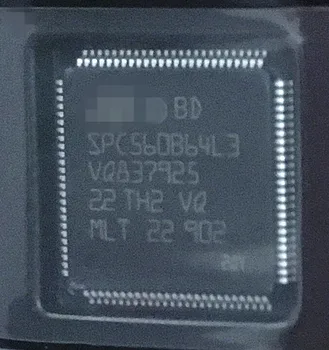 BD
SPC560B64L3
VQ837925
22 TH2 VQ
MLT 22 902